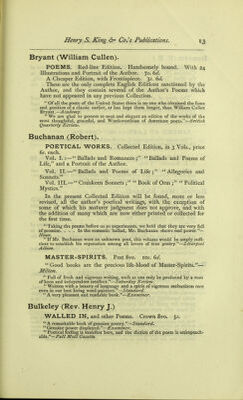 Henry S. King & Co.'s Publications. 13
Bryant (William Cullen).
POEMS. Red-line Edition. Handsomely bound. With 24
Illustrations and Portrait of the Author. 7s. 6d.
A Cheaper Edition, with Frontispiece. 3s. 6d.
These are the only complete English Editions sanctioned by the
Author, and they contain several of the Author's Poems which
have not appeared in any previous Collection.
"Of all the poets of the United States there is no one who obtained the fame
and position of a classic earlier, or has kept them longer, than William Cullen
Bryant."—Academy.
"We are glad to possess so neat and elegant an edition of the works of the
most thoughtful, graceful, and Wordsworthian of American poets."—British
Quarterly Review.
Buchanan (Robert).
POETICAL WORKS. Collected Edition, in 3 Vols., price
6s. each.
Vol. I.—"Ballads and Romances;" "Ballads and Poems of
Life," and a Portrait of the Author.
Vol. II.—"Ballads and Poems of Life;" "Allegories and
Sonnets."
Vol. III.—"Cruiskeen Sonnets;" "Book of Orm;" "Political
Mystics."
In the present Collected Edition will be found, more or less
revised, all the author's poetical writings, with the exception of
some of which his maturity judgment does not approve, and with
the addition of many which are now either printed or collected for
the first time.
"Taking the poems before us as experiments, we hold that they are very full
of promise. . . . In the romantic ballad, Mr. Buchanan shows real power."—
Hour.
"If Mr. Buchanan were an unknown poet, this volume would be amply suffi-
cient to establish his reputation among all lovers of true poetry."—Liverpool
Albion.
MASTER-SPIRITS. Post 8vo. 10s. 6d.
"Good books are the precious life-blood of Master-Spirits."—
Milton.
"Full of fresh and vigorous writing, such as can only be produced by a man
of keen and independent intellect."—Saturday Review.
"Written with a beauty of language and a spirit of vigorous enthusiasm rare
even in our best living word-painters."—Standard.
"A very pleasant and readable book."—Examiner.
Bulkeley (Rev. Henry J.)
WALLED IN, and other Poems. Crown 8vo. 5s.
"A remarkable book of genuine poetry."—Standard.
"Genuine power displayed."—Examiner.
"Poetical feeling is manifest here, and the diction of the poem is unimpeach-
able."—Pall Mall Gazette.